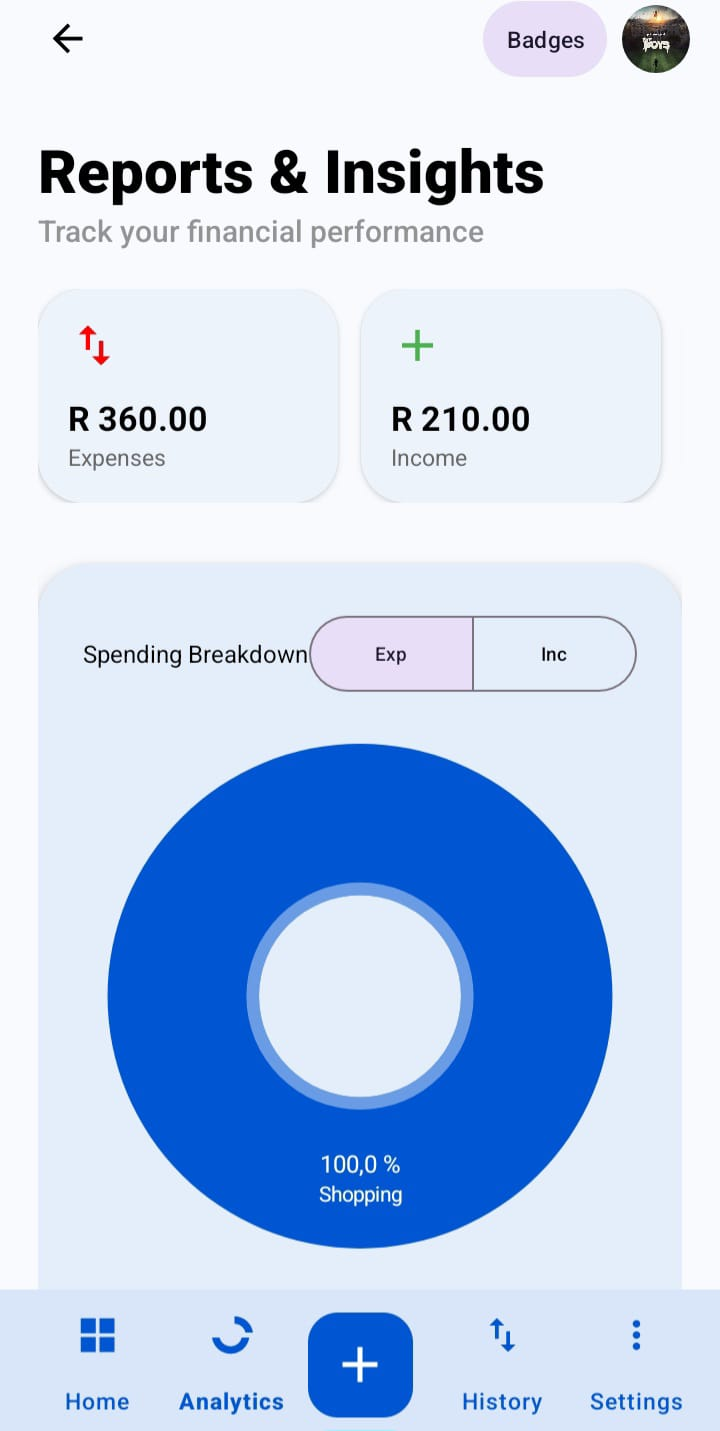 Badges
Reports & Insights
Track your financial performance
R 360.00
Expenses
R 210.00
Income
Spending Breakdown
Exp
Inc
100,0 %
Shopping
Home
Analytics
History
Settings